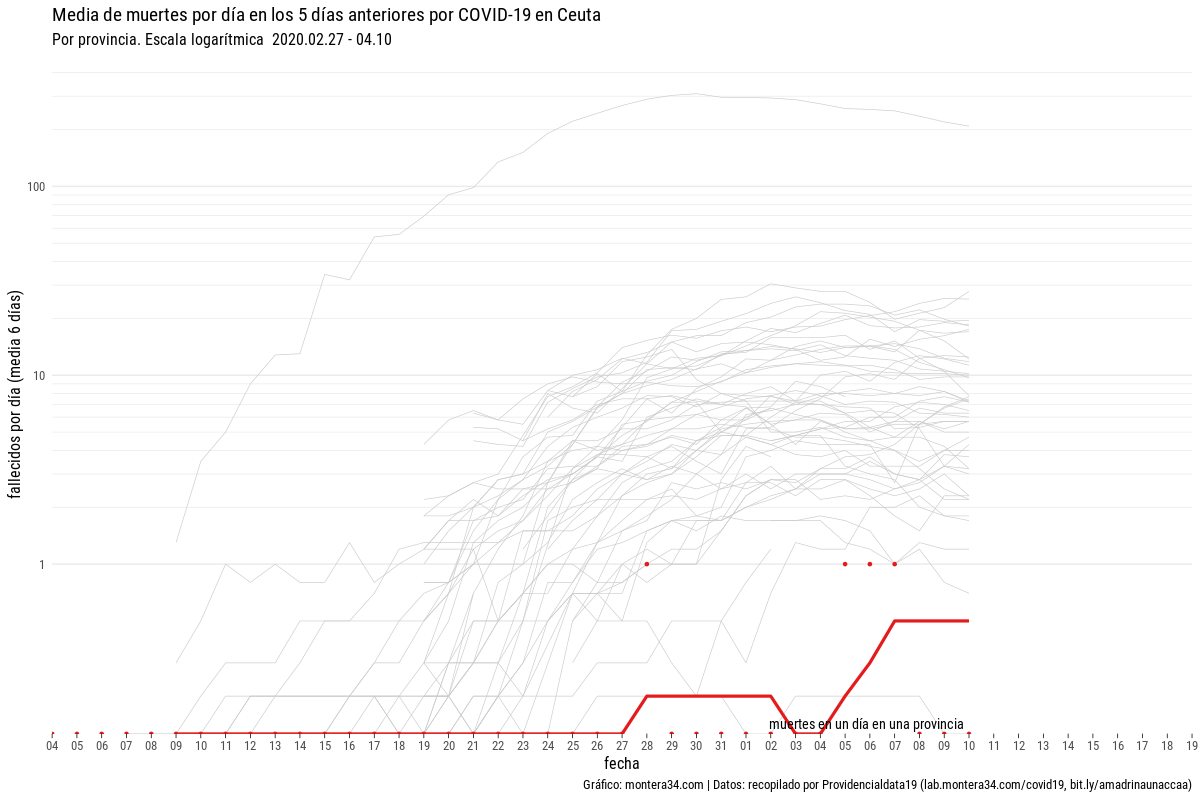 Media de muertes por día en los 5 días anteriores por COVID-19 en Ceuta
Por provincia. Escala logarítmica 2020.02.27 - 04.10
fallecidos por día (media 6 días)
100
10
1
muertes en un día en una provincia
04 05 06 07 08 09 10 11 12 13 14 15 16 17 18 19 20 21 22 23 24 25 26 27 28 29 30 31 01 02 03 04 05 06 07 08 09 10 11 12 13 14 15 16 17 18 19
fecha
Gráfico: montera34.com | Datos: recopilado por Providencialdata19 (lab.montera34.com/covid19, bit.ly/amadrinaunaccaa)